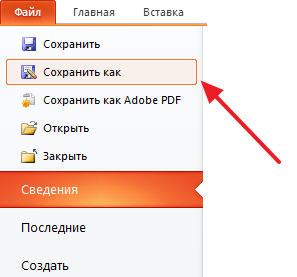 Файл Главная Вставка
Сохранить
Сохранить как
Сохранить как Adobe PDF
Открыть
Закрыть
Сведения
Последние
Создать